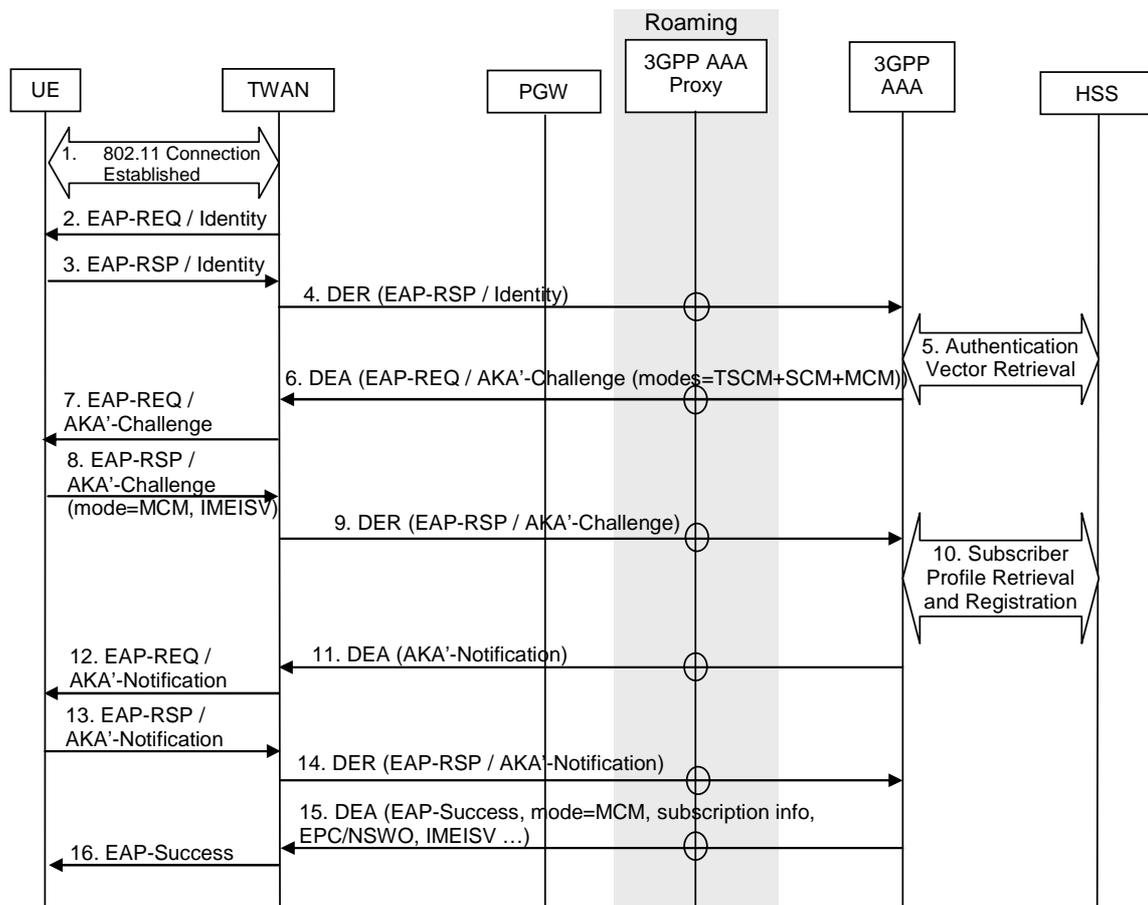 Roaming
UE
TWAN
PGW
3GPP AAA
Proxy
3GPP
AAA
HSS
1. 802.11 Connection
Established
2. EAP-REQ / Identity
3. EAP-RSP / Identity
4. DER (EAP-RSP / Identity)
5. Authentication
Vector Retrieval
6. DEA (EAP-REQ / AKA’-Challenge (modes=TSCM+SCM+MCM))
7. EAP-REQ /
AKA’-Challenge
8. EAP-RSP /
AKA’-Challenge
(mode=MCM, IMEISV)
9. DER (EAP-RSP / AKA’-Challenge)
10. Subscriber
Profile Retrieval
and Registration
11. DEA (AKA’-Notification)
12. EAP-REQ /
AKA’-Notification
13. EAP-RSP /
AKA’-Notification
14. DER (EAP-RSP / AKA’-Notification)
15. DEA (EAP-Success, mode=MCM, subscription info,
EPC/NSWO, IMEISV …)
16. EAP-Success